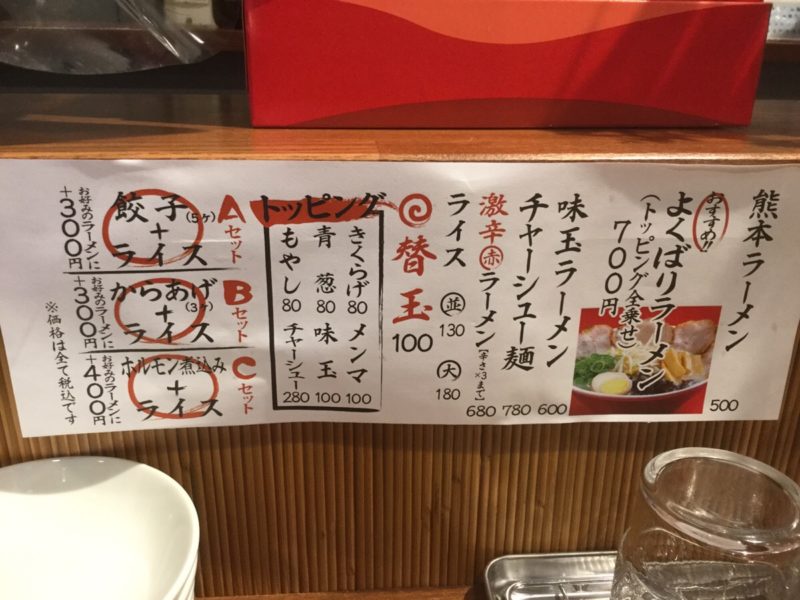 熊本ラーメン
500
おすすめ!!
よくばりラーメン
(トッピング全乗せ)
700円
味玉ラーメン
600
チャーシュー麺
780
激辛赤ラーメン
【辛さ×3まで】
680
ライス
並 130
大 180
替玉
100
トッピング
きくらげ 80
メンマ 100
青葱 80
味玉 100
もやし 80
チャーシュー 280
Aセット
餃子(5ヶ)
+
ライス
お好みのラーメンに
+300円
Bセット
からあげ(3ヶ)
+
ライス
お好みのラーメンに
+300円
Cセット
ホルモン煮込み
+
ライス
お好みのラーメンに
+400円
※価格は全て税込です